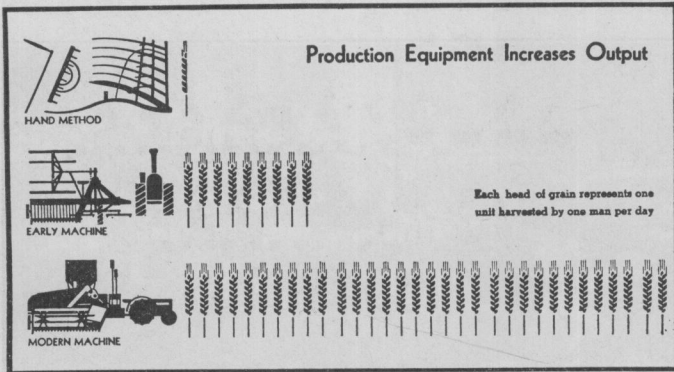 Production Equipment Increases Output
HAND METHOD
EARLY MACHINE
Each head of grain represents one
unit harvested by one man per day
MODERN MACHINE